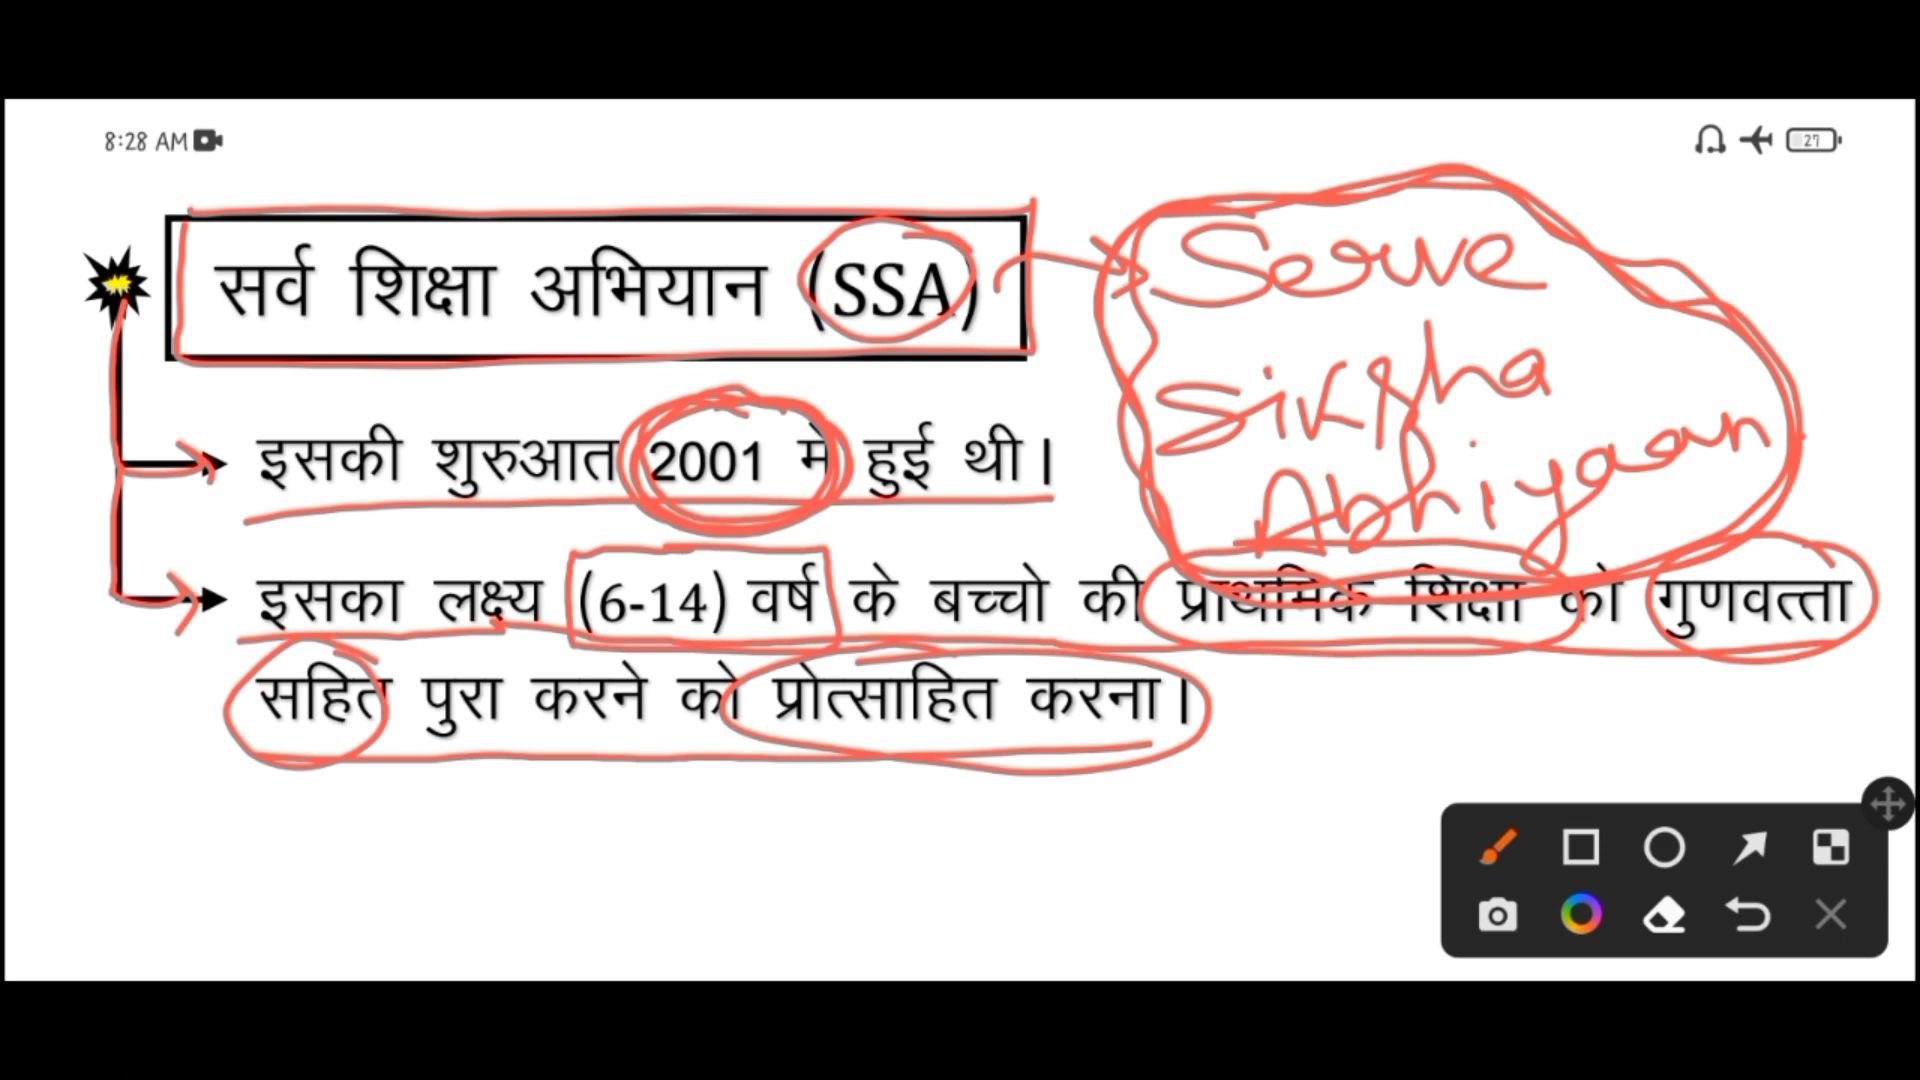 8:28 AM
27
सर्व शिक्षा अभियान (SSA)
Serve
Siksha
Abhiyaan
इसकी शुरुआत 2001 मे हुई थी।
इसका लक्ष्य (6-14) वर्ष के बच्चो की प्राथमिक शिक्षा को गुणवत्ता
सहित पुरा करने को प्रोत्साहित करना।